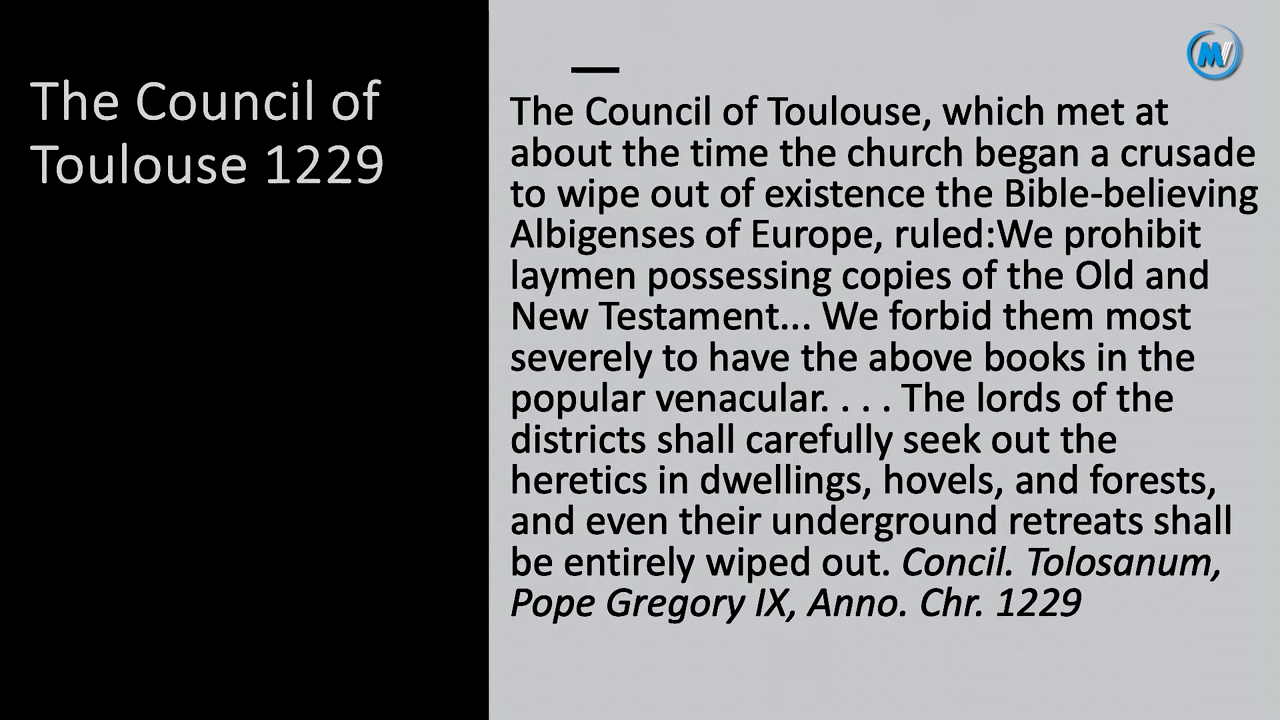 The Council of
Toulouse 1229
MV
The Council of Toulouse, which met at
about the time the church began a crusade
to wipe out of existence the Bible-believing
Albigenses of Europe, ruled:We prohibit
laymen possessing copies of the Old and
New Testament... We forbid them most
severely to have the above books in the
popular venacular. . . . The lords of the
districts shall carefully seek out the
heretics in dwellings, hovels, and forests,
and even their underground retreats shall
be entirely wiped out. Concil. Tolosanum,
Pope Gregory IX, Anno. Chr. 1229